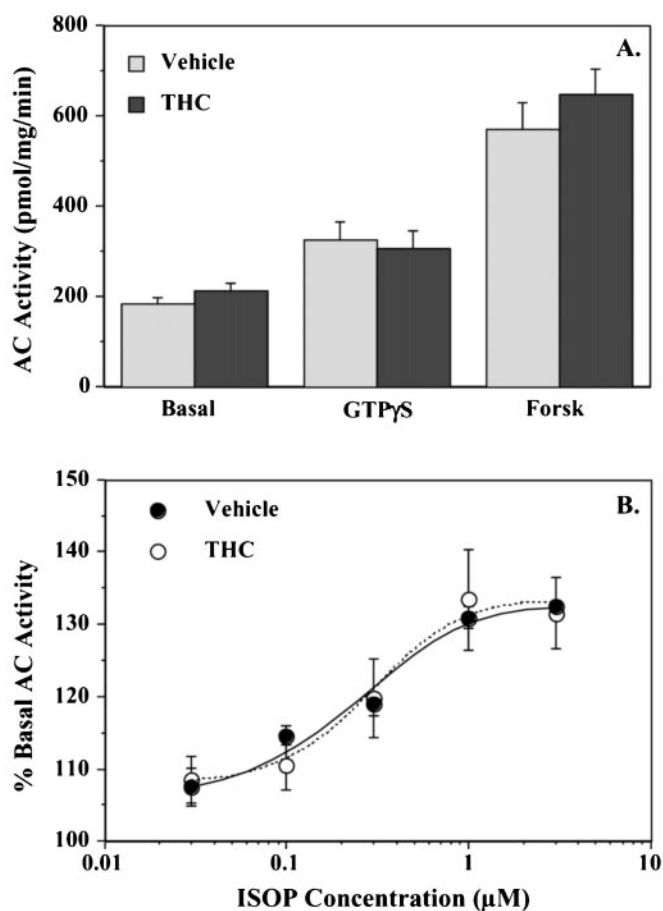 A.
Vehicle
THC
AC Activity (pmol/mg/min)
800
600
400
200
0
Basal GTPγS Forsk
B.
Vehicle
THC
% Basal AC Activity
150
140
130
120
110
100
0.01 0.1 1 10
ISOP Concentration (µM)